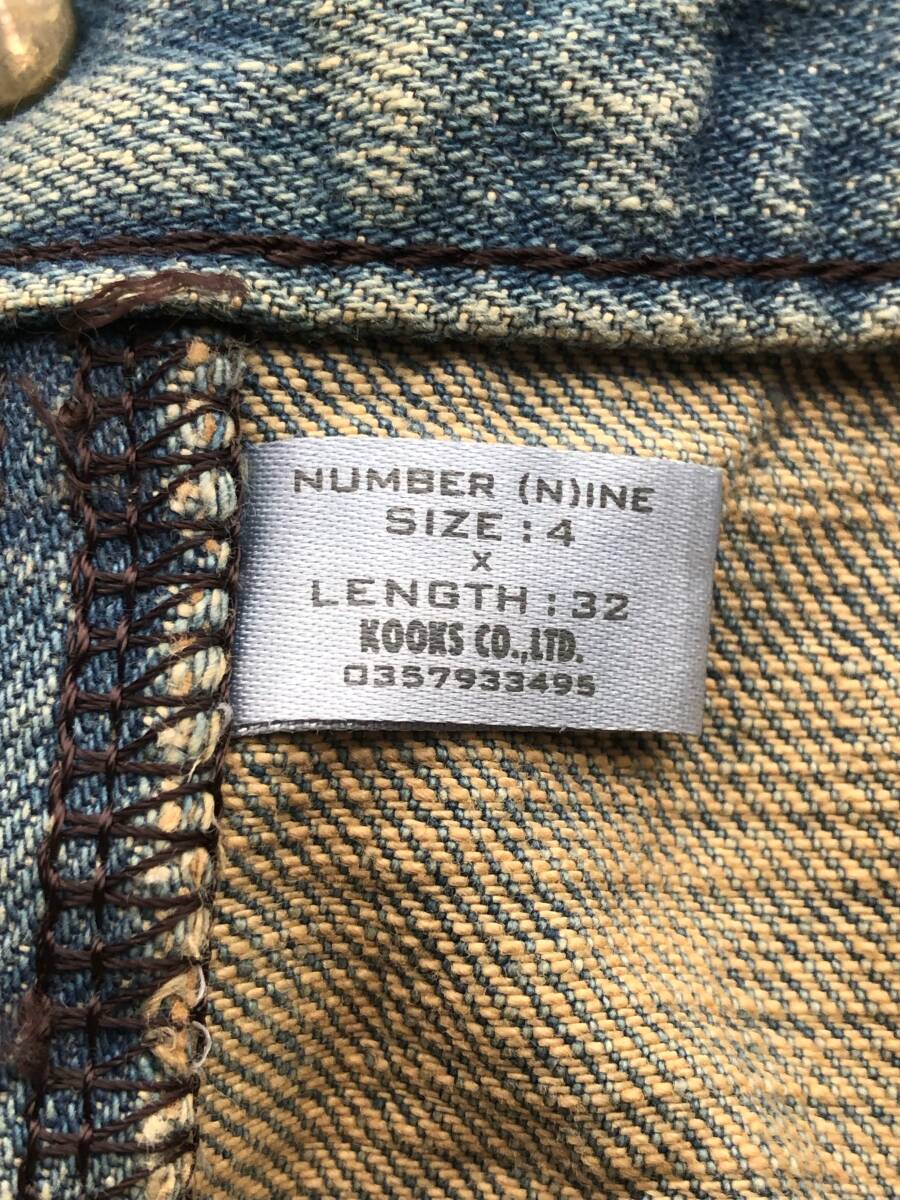 NUMBER (N)INE
SIZE : 4
X
LENGTH : 32
KOOKS CO.,LTD.
0357933495